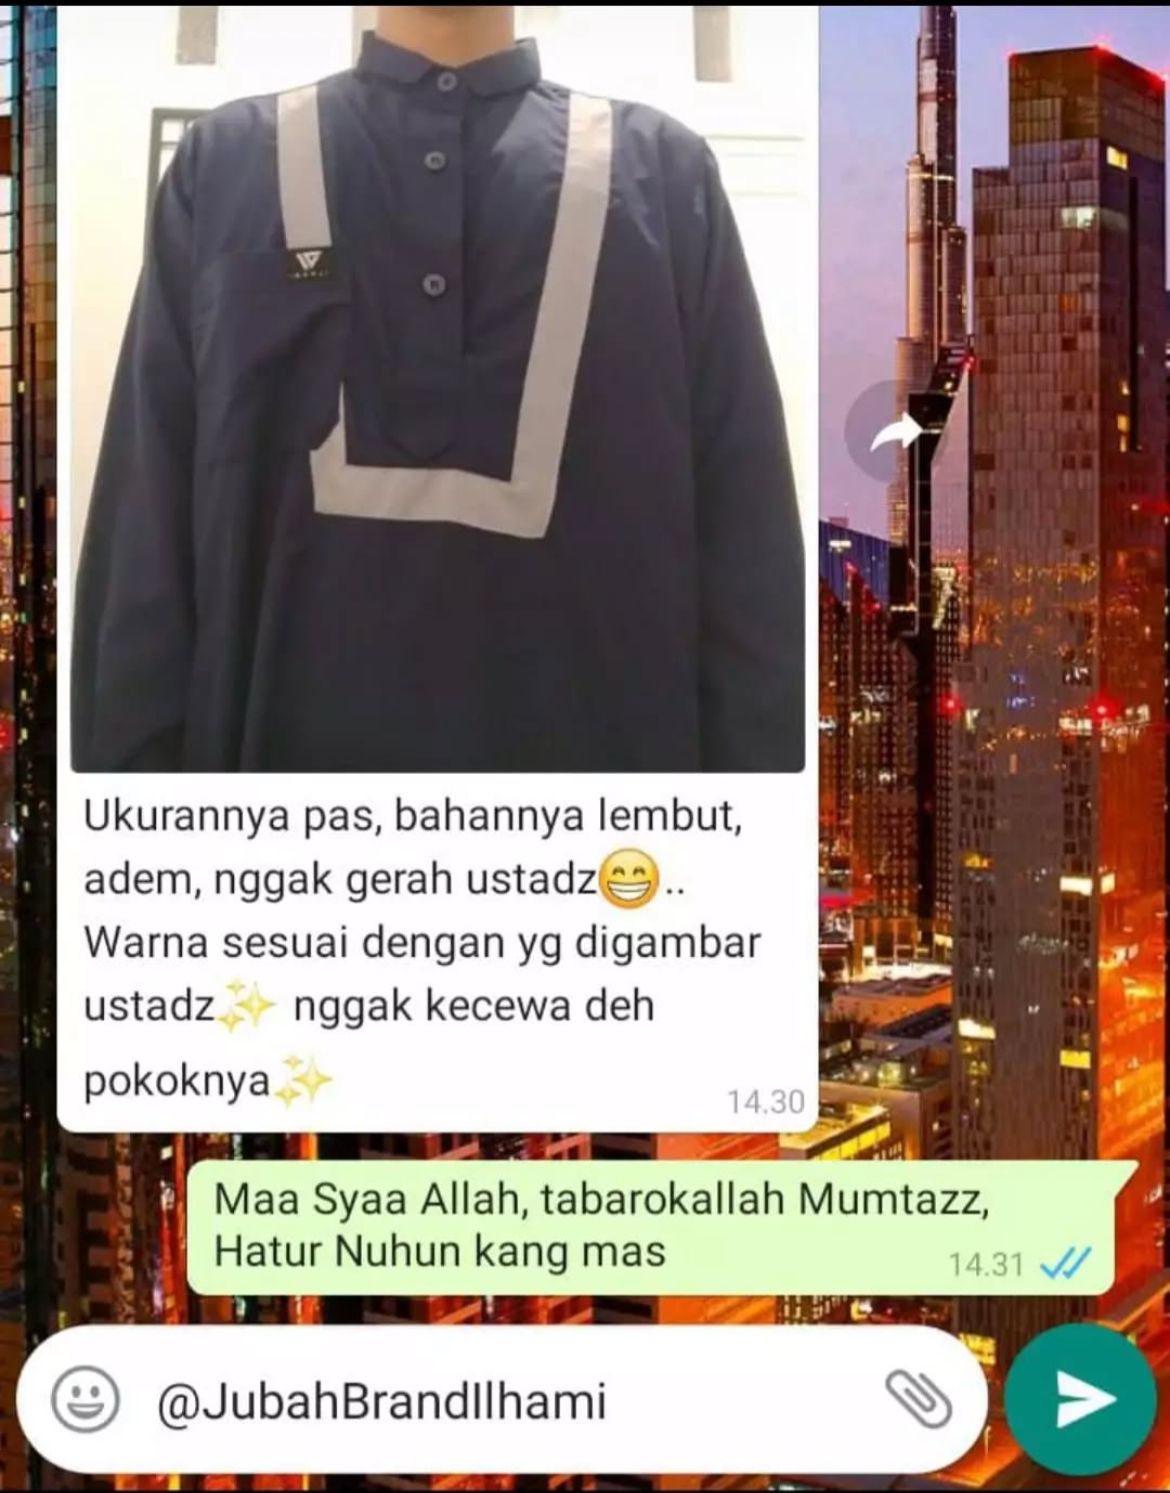 Ukurannya pas, bahannya lembut,
adem, nggak gerah ustadz😁..
Warna sesuai dengan yg digambar
ustadz✨ nggak kecewa deh
pokoknya✨
14.30
Maa Syaa Allah, tabarokallah Mumtazz,
Hatur Nuhun kang mas
14.31
@JubahBrandIlhami